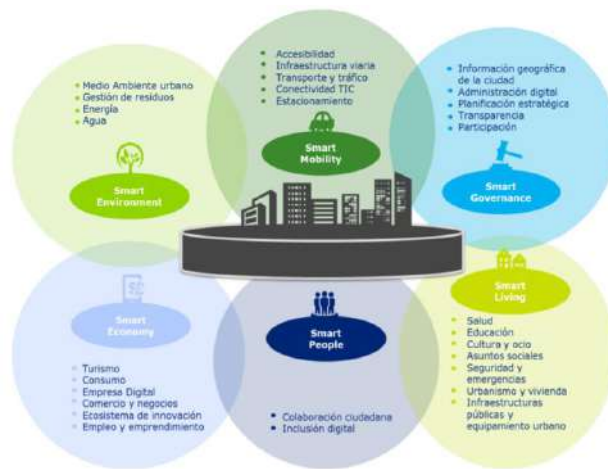 Accesibilidad
Infraestructura viaria
Transporte y tráfico
Conectividad TIC
Estacionamiento
Smart
Mobility
Medio Ambiente urbano
Gestión de residuos
Energía
Agua
Smart
Environment
Información geográfica
de la ciudad
Administración digital
Planificación estratégica
Transparencia
Participación
Smart
Governance
Smart
Economy
Turismo
Consumo
Empresa Digital
Comercio y negocios
Ecosistema de innovación
Empleo y emprendimiento
Smart
People
Colaboración ciudadana
Inclusión digital
Smart
Living
Salud
Educación
Cultura y ocio
Asuntos sociales
Seguridad y
emergencias
Urbanismo y vivienda
Infraestructuras
públicas y
equipamiento urbano